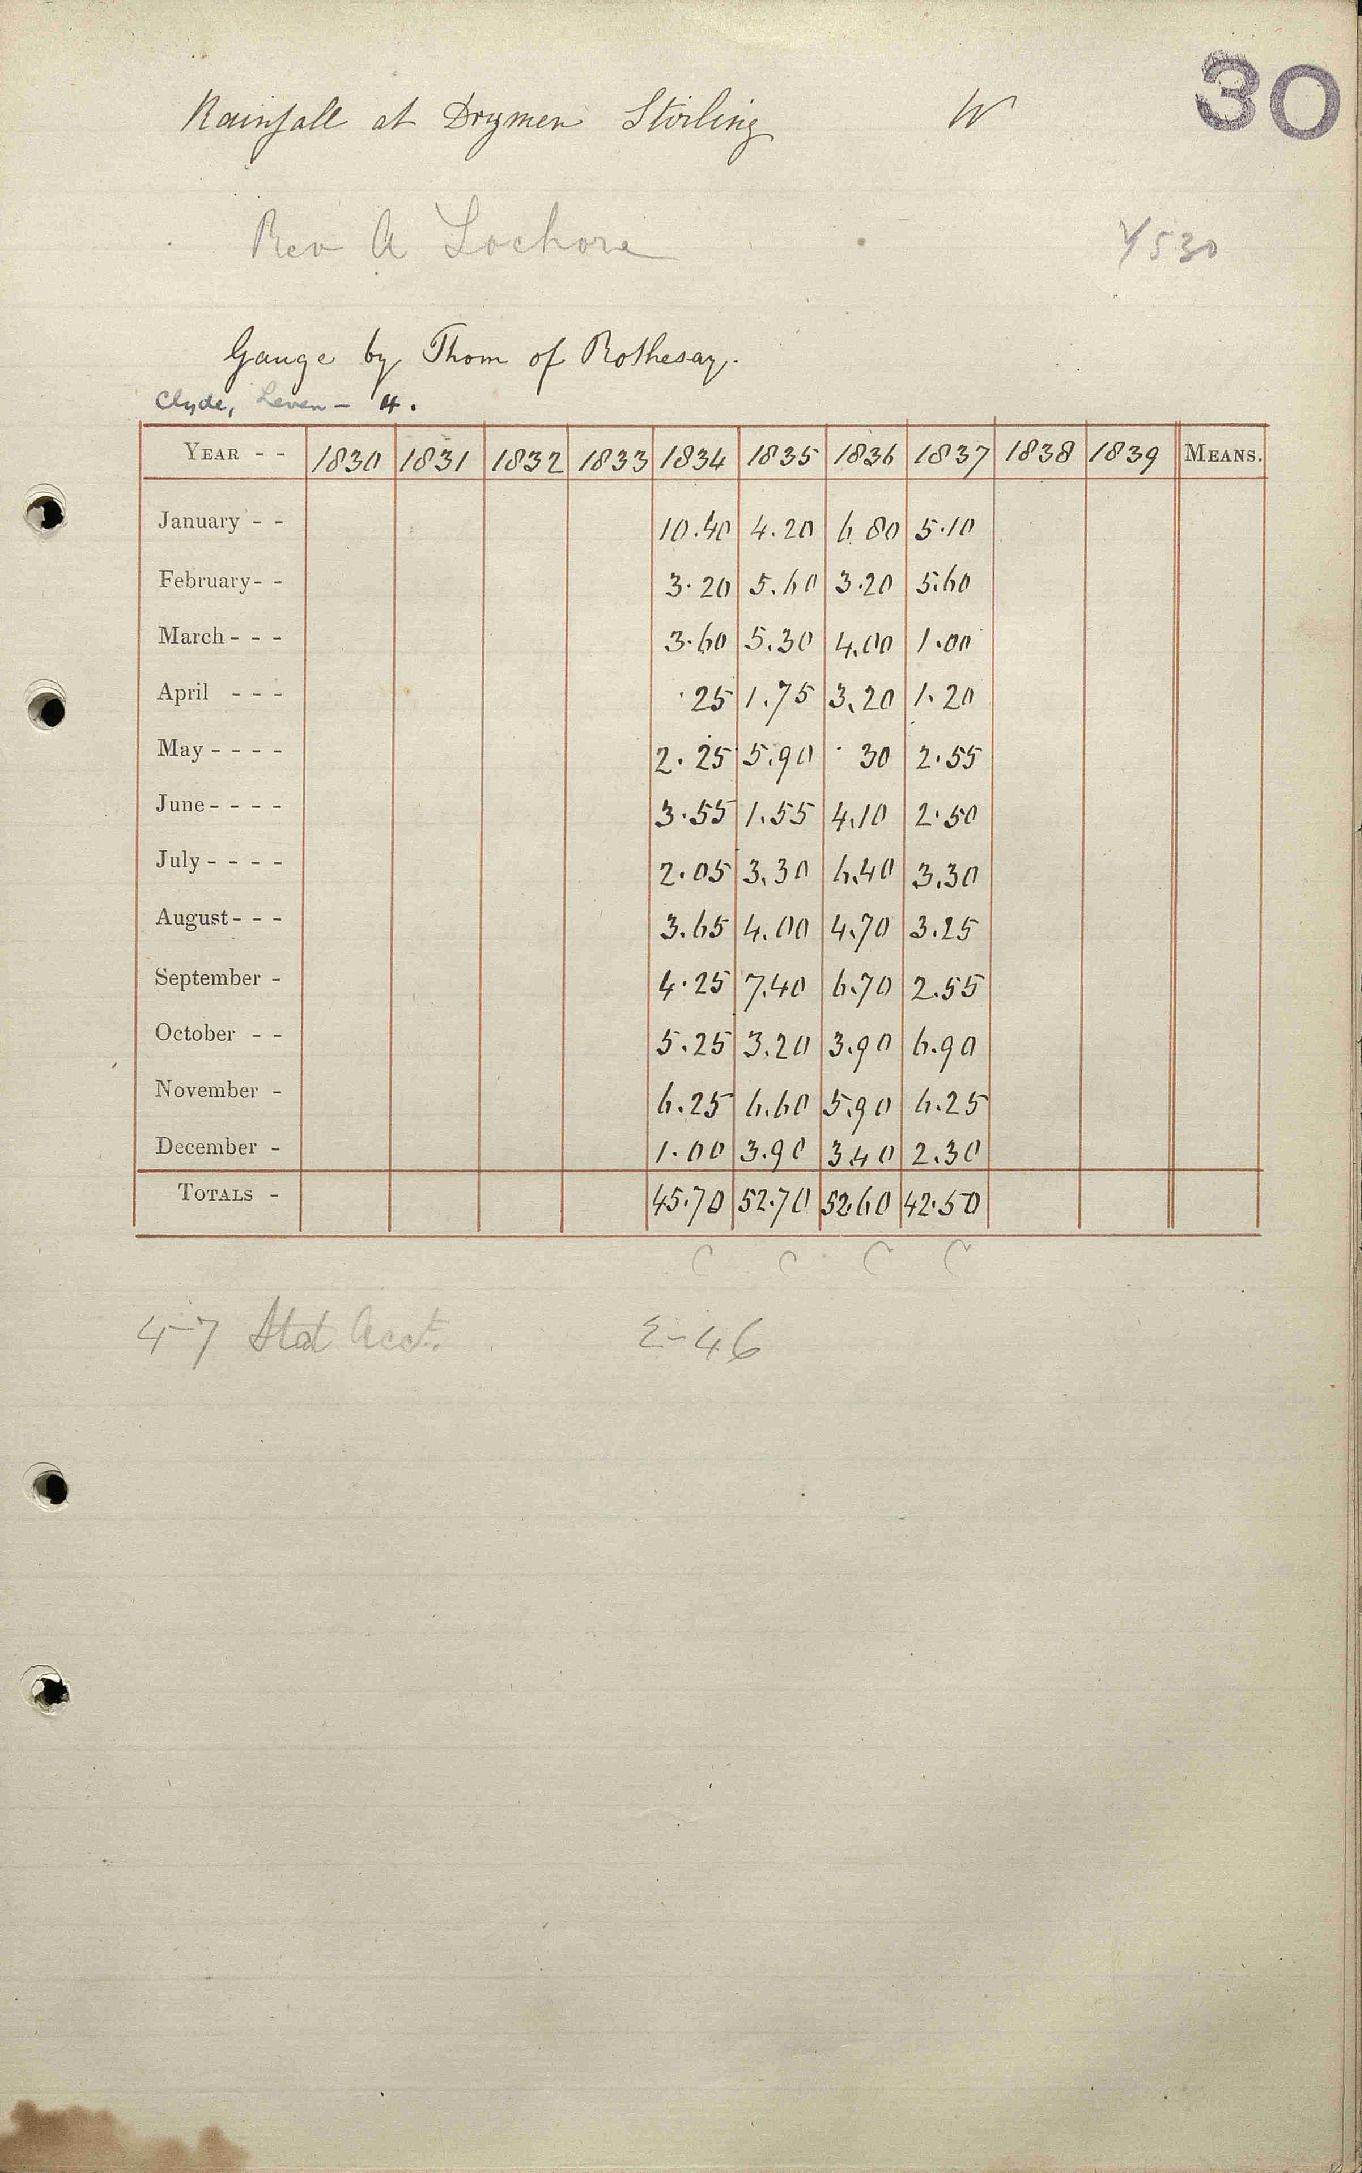 30
Rainfall at Drymen Stirling W
Rev A Lochore
Gauge by Thom of Rothesay.
Clyde, Leven - 4.
YEAR - - 1830 1831 1832 1833 1834 1835 1836 1837 1838 1839 MEANS.
January - - 10.40 4.20 6 80 5.10
February - - 3.20 5.60 3.20 5.60
March - - - 3.60 5.30 4.00 1.00
April - - - .25 1.75 3.20 1.20
May - - - - 2.25 5.90 .30 2.55
June - - - - 3.55 1.55 4.10 2.50
July - - - - 2.05 3.30 6.40 3.30
August - - - 3.65 4.00 4.70 3.25
September - 4.25 7.40 6.70 2.55
October - - 5.25 3.20 3.90 6.90
November - 6.25 6.60 5.90 6.25
December - 1.00 3.90 3 40 2.30
TOTALS - 45.70 52.70 52.60 42.50
C C C C
4-7 Stat Acct. Σ-46